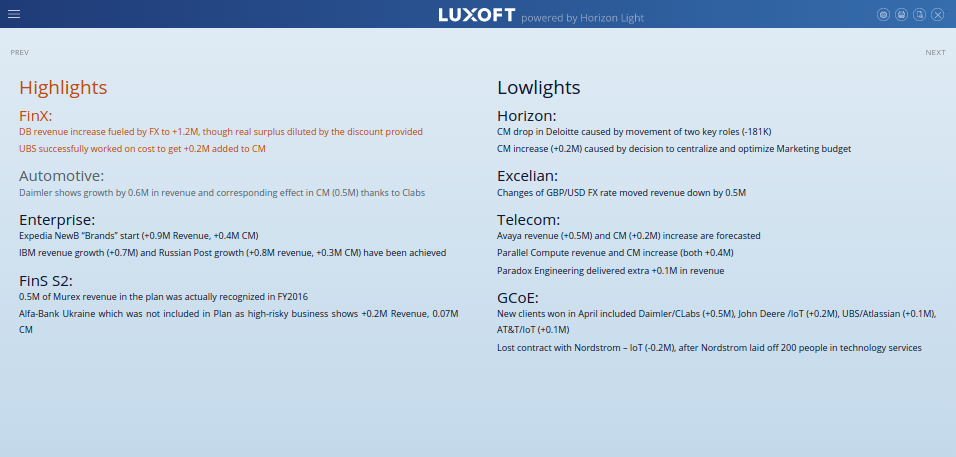 LUXOFT powered by Horizon Light
PREV
NEXT
Highlights
FinX:
DB revenue increase fueled by FX to +1.2M, though real surplus diluted by the discount provided
UBS successfully worked on cost to get +0.2M added to CM
Automotive:
Daimler shows growth by 0.6M in revenue and corresponding effect in CM (0.5M) thanks to Clabs
Enterprise:
Expedia NewB “Brands” start (+0.9M Revenue, +0.4M CM)
IBM revenue growth (+0.7M) and Russian Post growth (+0.8M revenue, +0.3M CM) have been achieved
FinS S2:
0.5M of Murex revenue in the plan was actually recognized in FY2016
Alfa-Bank Ukraine which was not included in Plan as high-risky business shows +0.2M Revenue, 0.07M
CM
Lowlights
Horizon:
CM drop in Deloitte caused by movement of two key roles (-181K)
CM increase (+0.2M) caused by decision to centralize and optimize Marketing budget
Excelian:
Changes of GBP/USD FX rate moved revenue down by 0.5M
Telecom:
Avaya revenue (+0.5M) and CM (+0.2M) increase are forecasted
Parallel Compute revenue and CM increase (both +0.4M)
Paradox Engineering delivered extra +0.1M in revenue
GCoE:
New clients won in April included Daimler/CLabs (+0.5M), John Deere /IoT (+0.2M), UBS/Atlassian (+0.1M),
AT&T/IoT (+0.1M)
Lost contract with Nordstrom – IoT (-0.2M), after Nordstrom laid off 200 people in technology services